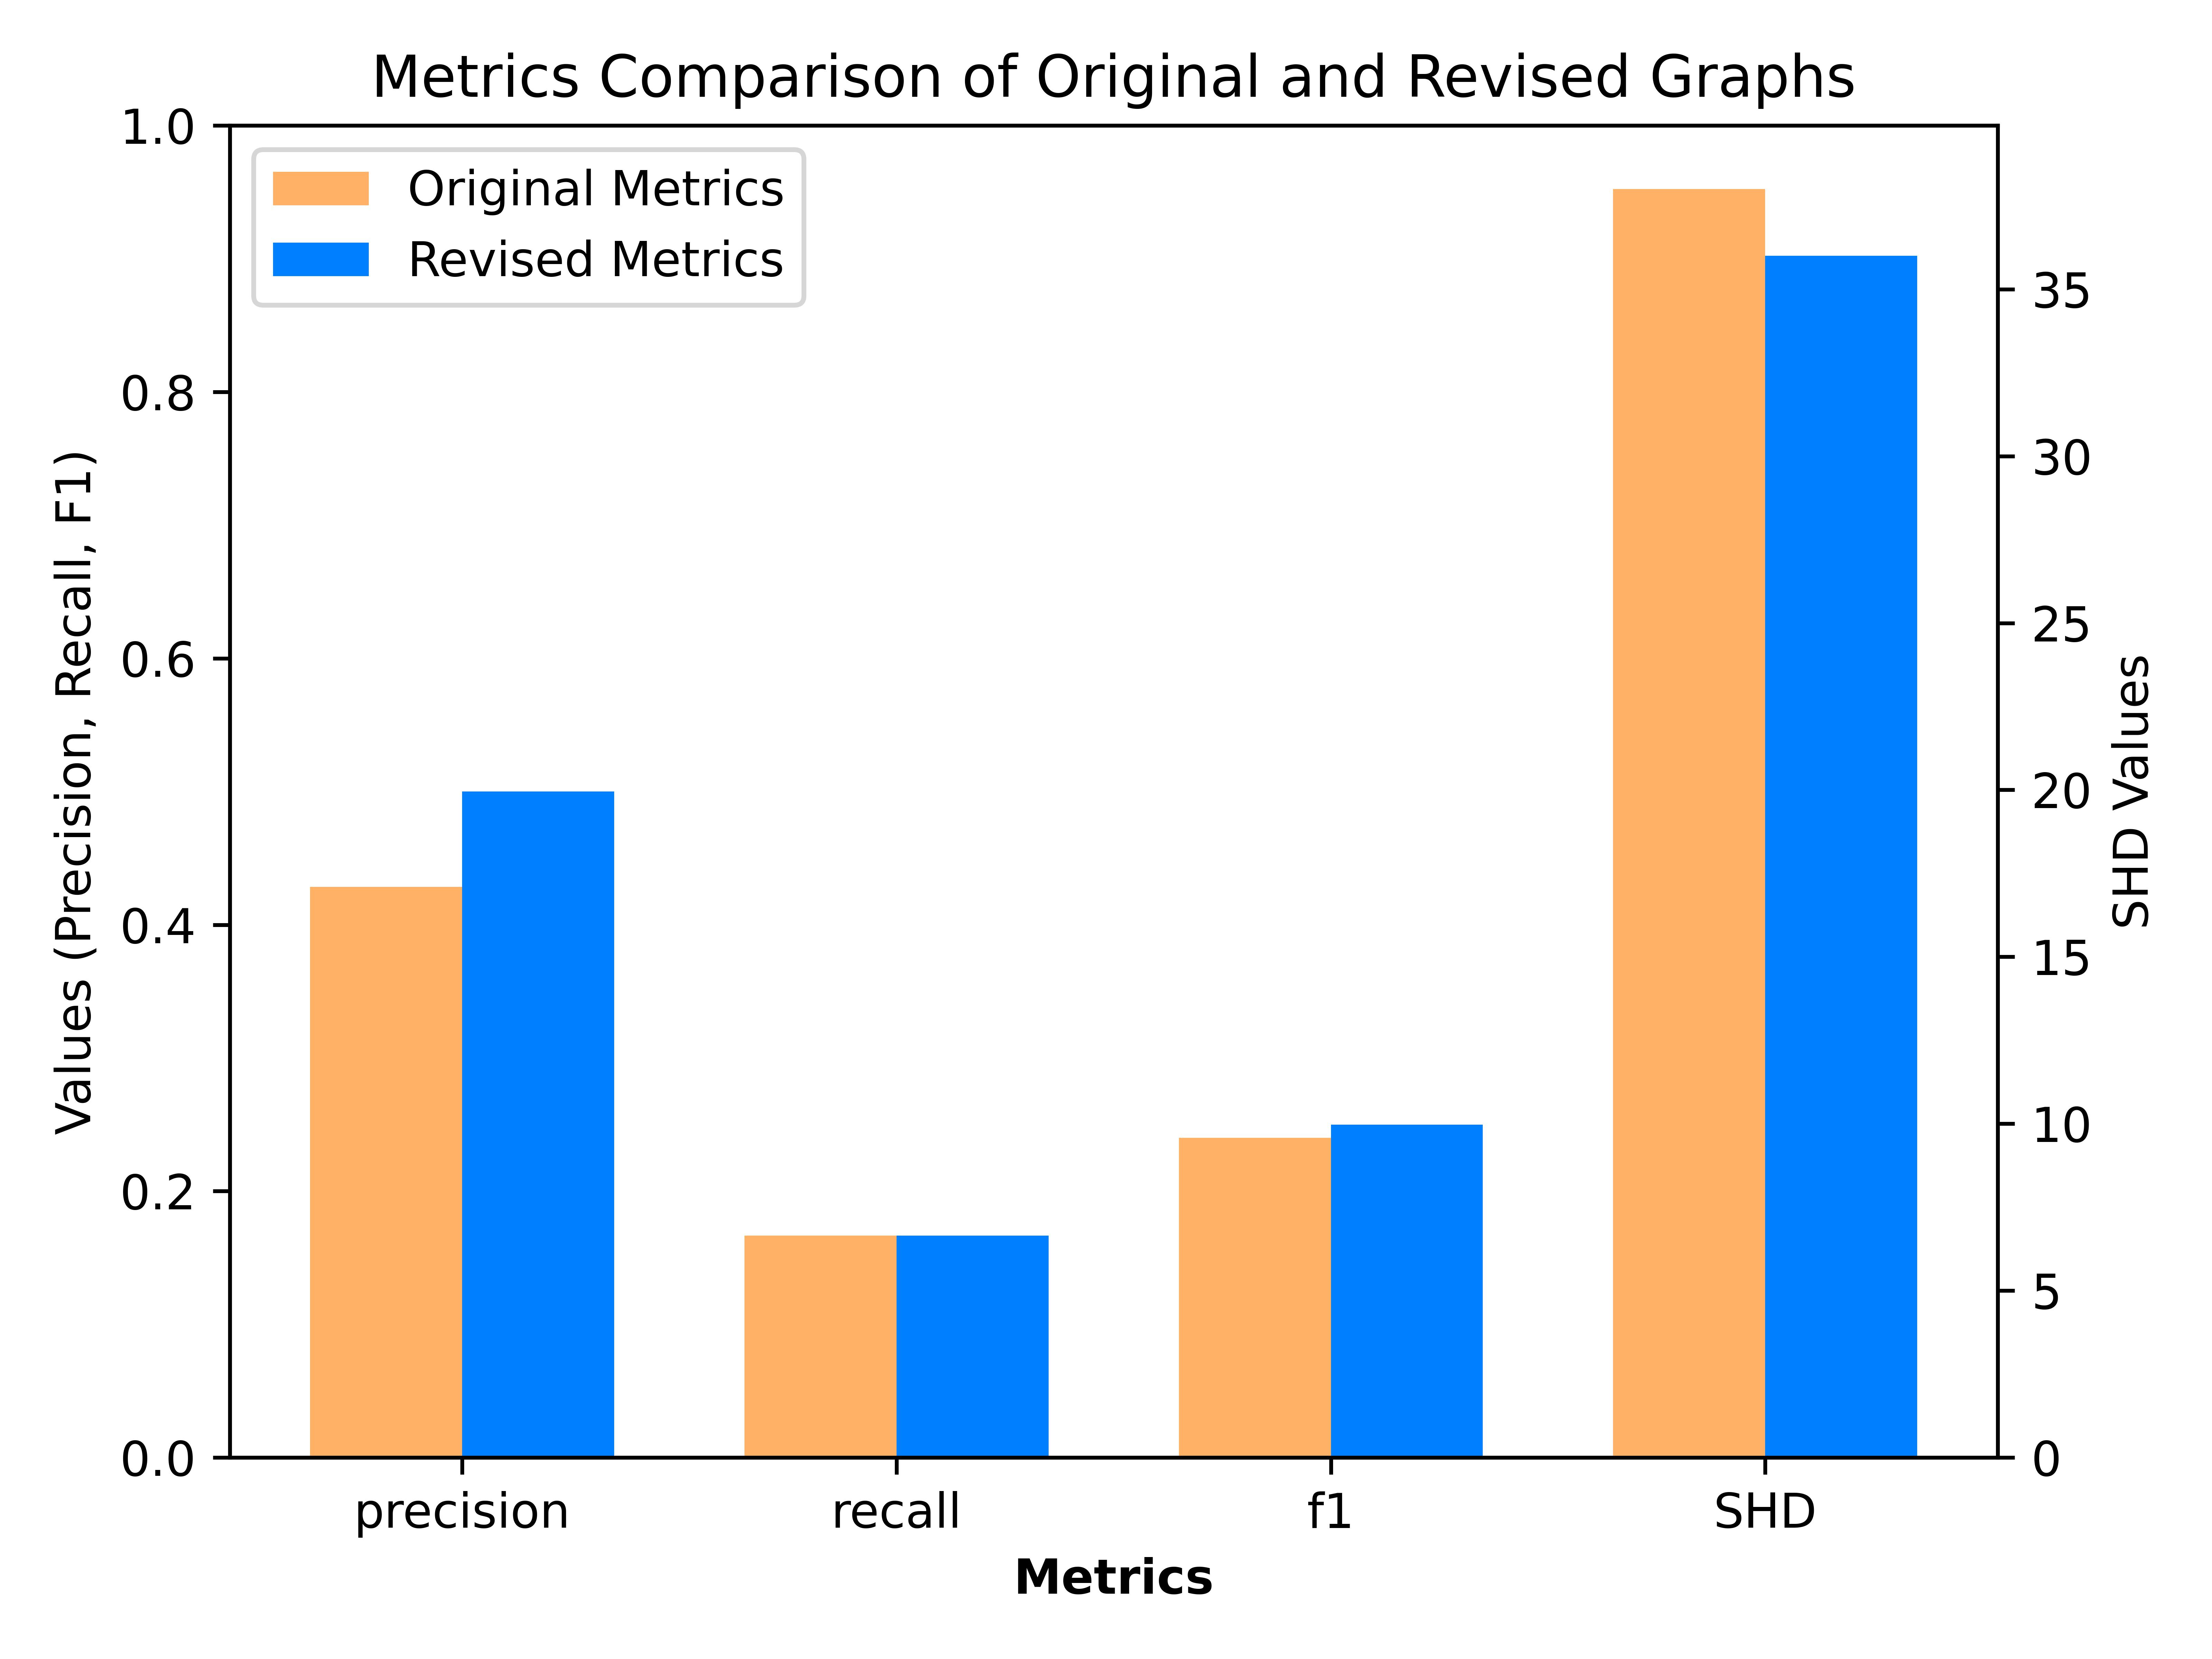 Metrics Comparison of Original and Revised Graphs
Original Metrics
Revised Metrics
Values (Precision, Recall, F1)
1.0
0.8
0.6
0.4
0.2
0.0
SHD Values
35
30
25
20
15
10
5
0
precision recall f1 SHD
Metrics